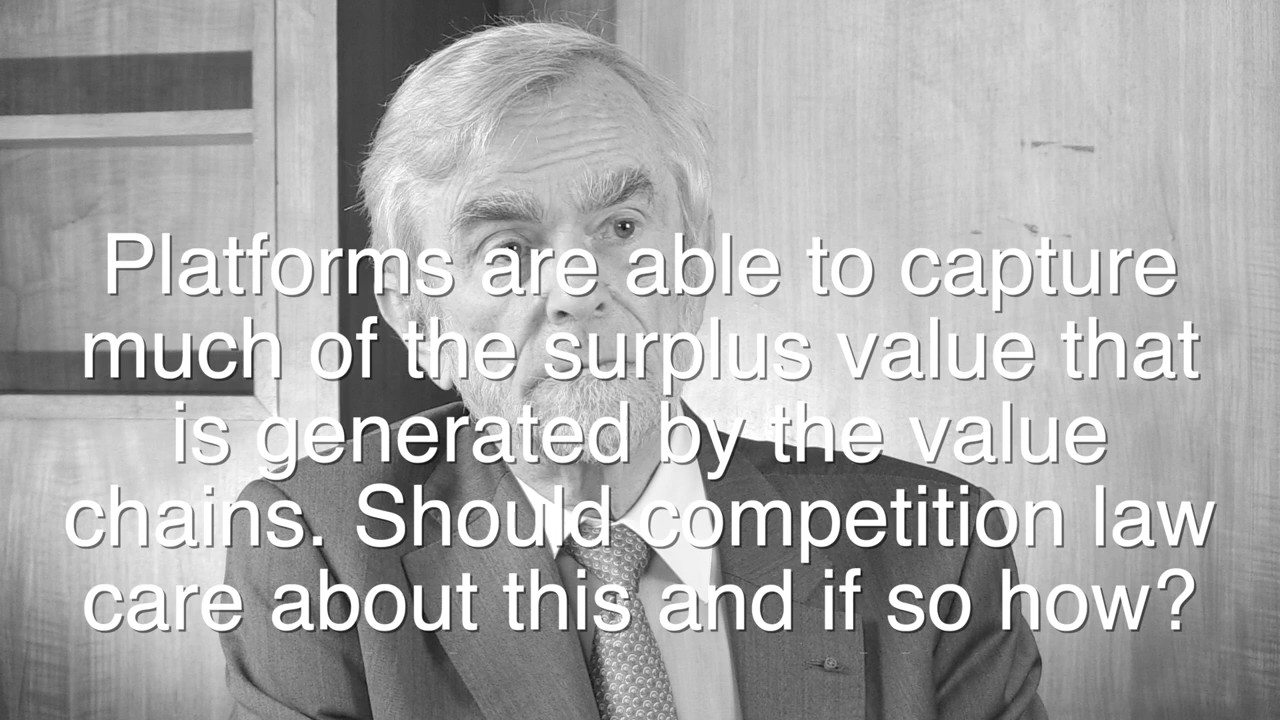 Platforms are able to capture
much of the surplus value that
is generated by the value
chains. Should competition law
care about this and if so how?